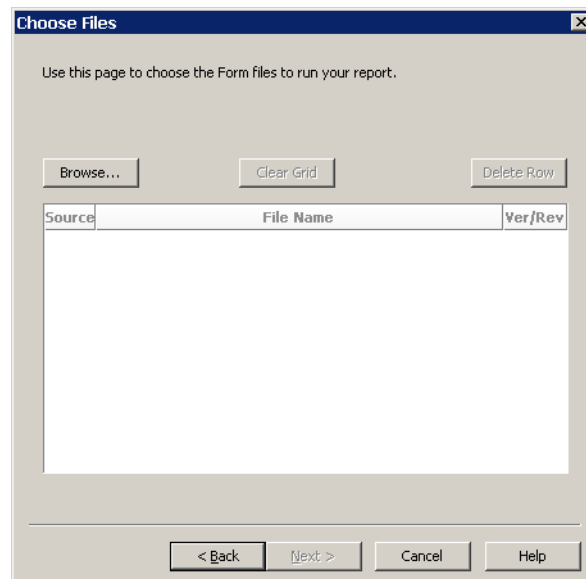 Choose Files
Use this page to choose the Form files to run your report.
Browse... Clear Grid Delete Row
Source File Name Ver/Rev
< Back Next > Cancel Help